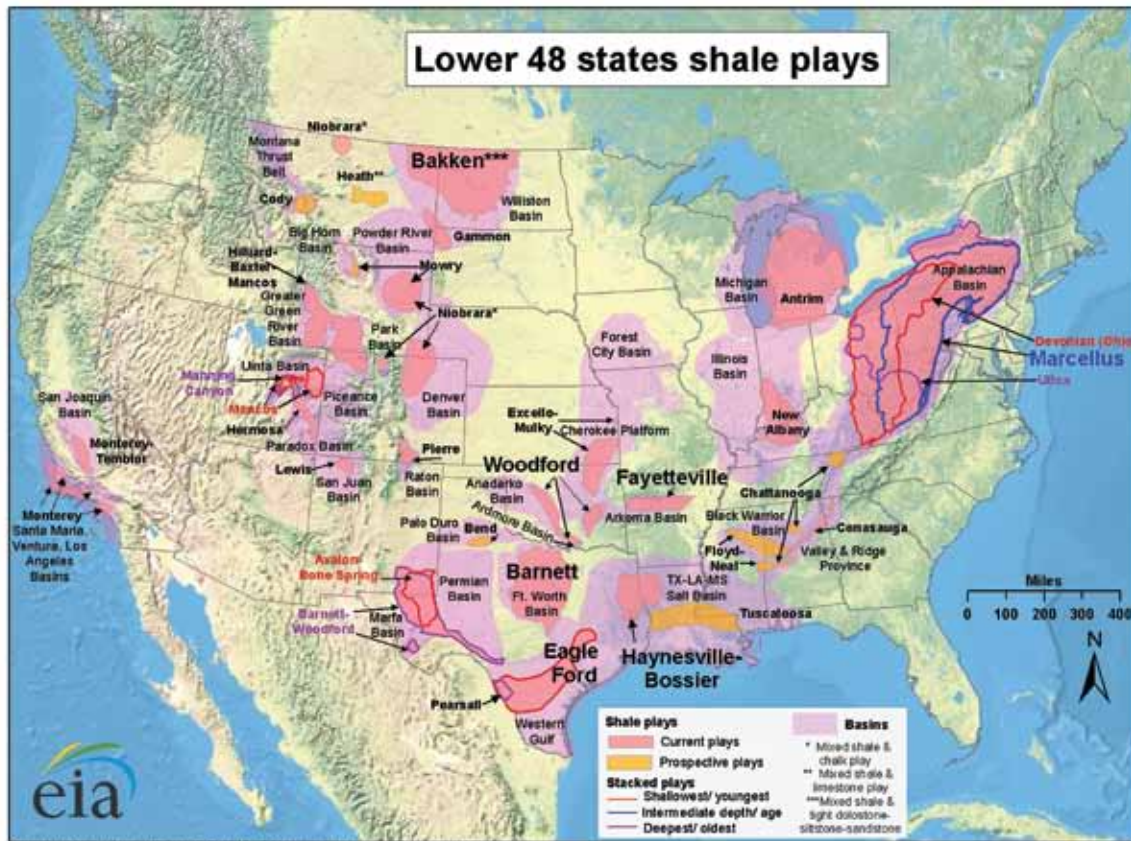 Lower 48 states shale plays
Niobrara*
Montana
Thrust
Belt
Bakken***
Heath**
Cody
Williston
Basin
Big Horn
Basin
Powder River
Basin
Gammon
Hilliard-
Baxter-
Mancos
Mowry
Greater
Green
River
Basin
Niobrara*
Park
Basin
Michigan
Basin
Antrim
Appalachian
Basin
Devonian (Ohio
Marcellus
Utica
Forest
City Basin
Illinois
Basin
Uinta Basin
Manning
Canyon
Mancos
Piceance
Basin
Denver
Basin
San Joaquin
Basin
Hermosa
Paradox Basin
Excello-
Mulky
Cherokee Platform
New
Albany
Monterey-
Temblor
Lewis
San Juan
Basin
Pierre
Raton
Basin
Woodford
Anadarko
Basin
Fayetteville
Arkoma Basin
Chattanooga
Monterey
Santa Maria,
Ventura, Los
Angeles
Basins
Palo Duro
Basin
Bend
Ardmore Basin
Black Warrior
Basin
Conasauga
Floyd-
Neal
Valley & Ridge
Province
Avalon-
Bone Spring
Permian
Basin
Barnett
Ft. Worth
Basin
TX-LA-MS
Salt Basin
Tuscaloosa
Barnett-
Woodford
Marfa
Basin
Eagle
Ford
Haynesville-
Bossier
Pearsall
Western
Gulf
Miles
0 100 200 300 400
N
Shale plays
Current plays
Prospective plays
Stacked plays
Shallowest/ youngest
Intermediate depth/ age
Deepest/ oldest
Basins
* Mixed shale &
chalk play
** Mixed shale &
limestone play
***Mixed shale &
tight dolostone-
siltstone-sandstone
eia